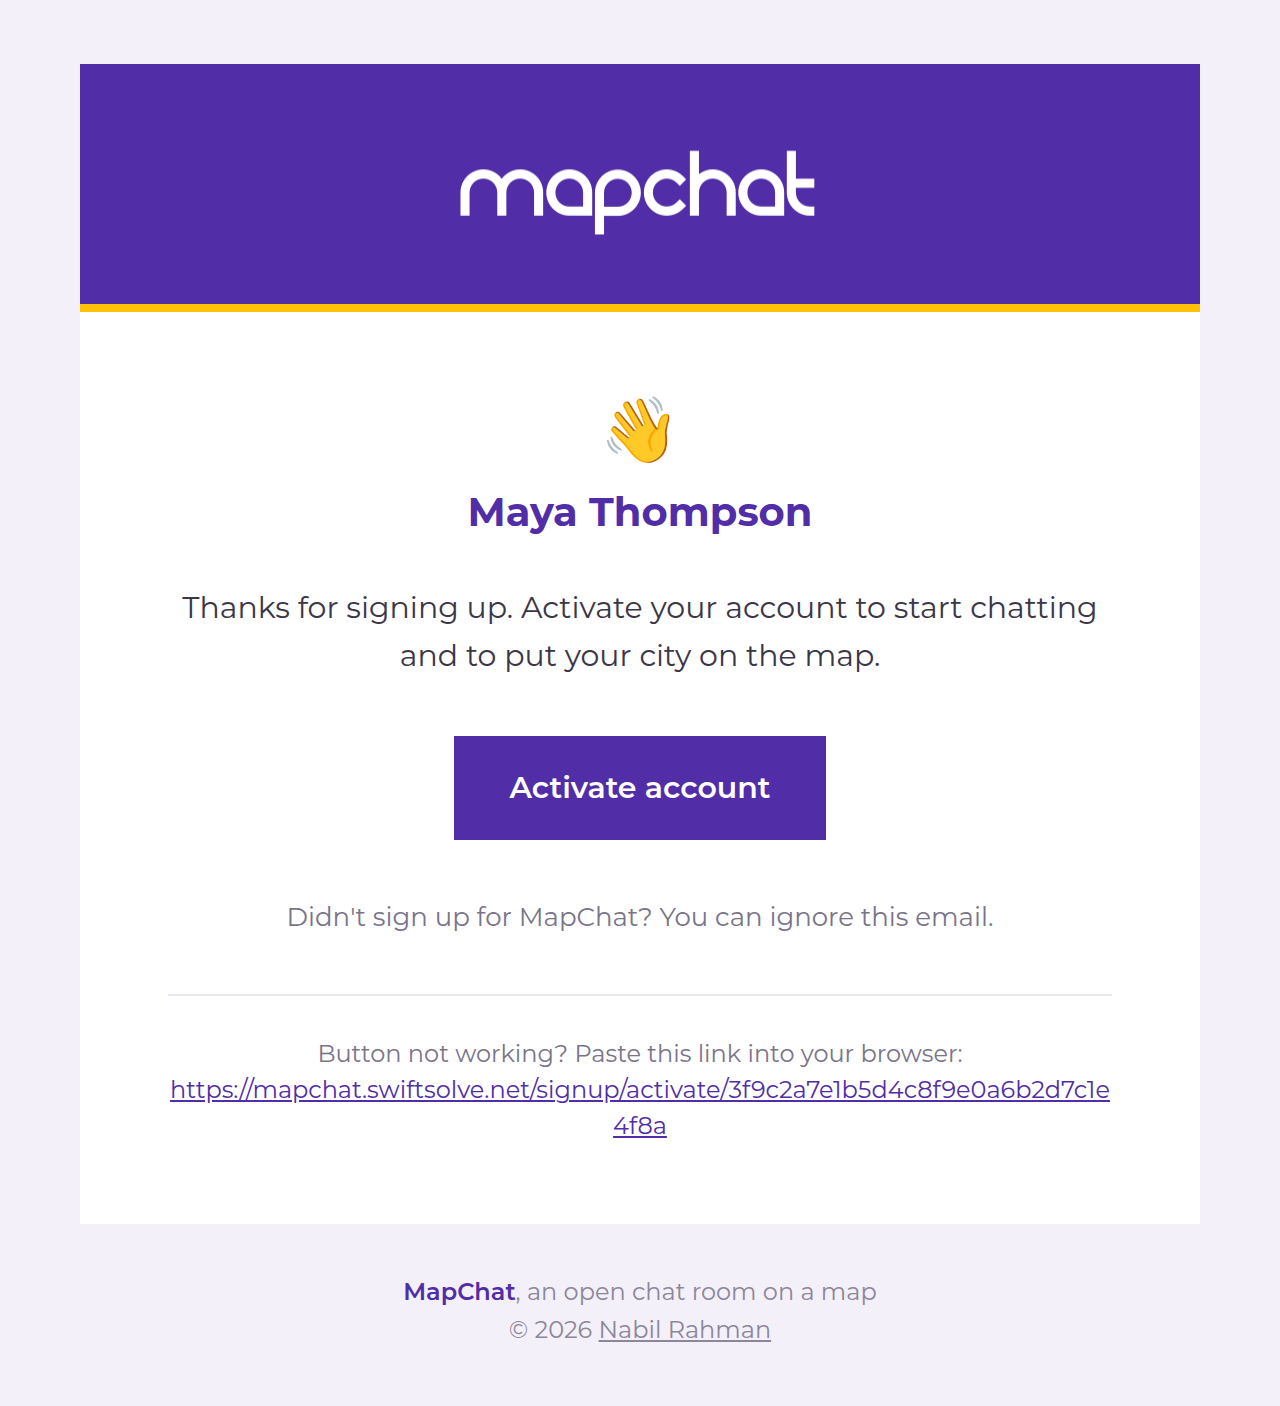 mapchat
Maya Thompson
Thanks for signing up. Activate your account to start chatting
and to put your city on the map.
Activate account
Didn't sign up for MapChat? You can ignore this email.
Button not working? Paste this link into your browser:
https://mapchat.swiftsolve.net/signup/activate/3f9c2a7e1b5d4c8f9e0a6b2d7c1e
4f8a
MapChat, an open chat room on a map
© 2026 Nabil Rahman